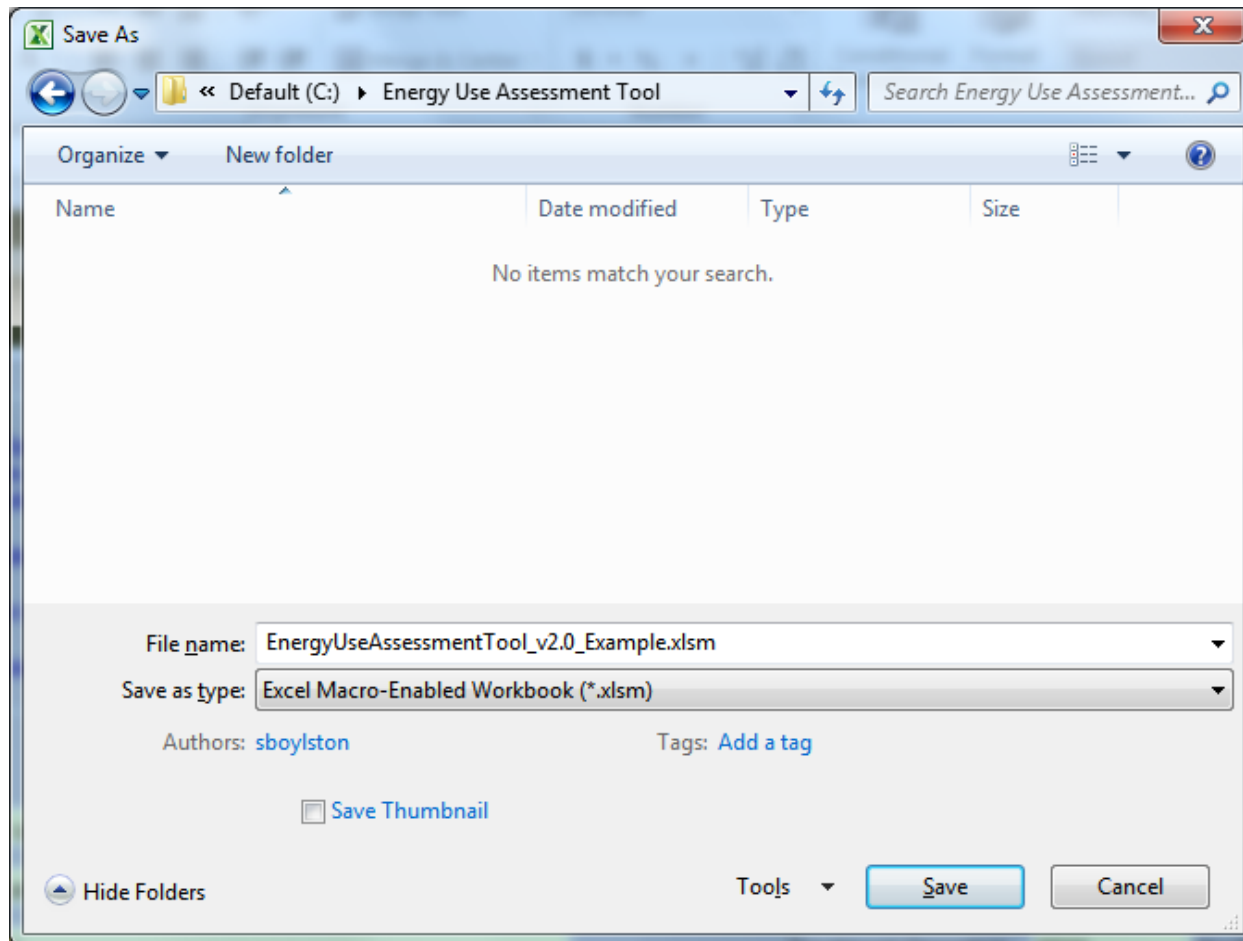 Save As
« Default (C:) ▸ Energy Use Assessment Tool
Search Energy Use Assessment...
Organize New folder
Name Date modified Type Size
No items match your search.
File name: EnergyUseAssessmentTool_v2.0_Example.xlsm
Save as type: Excel Macro-Enabled Workbook (*.xlsm)
Authors: sboylston Tags: Add a tag
Save Thumbnail
Hide Folders Tools Save Cancel